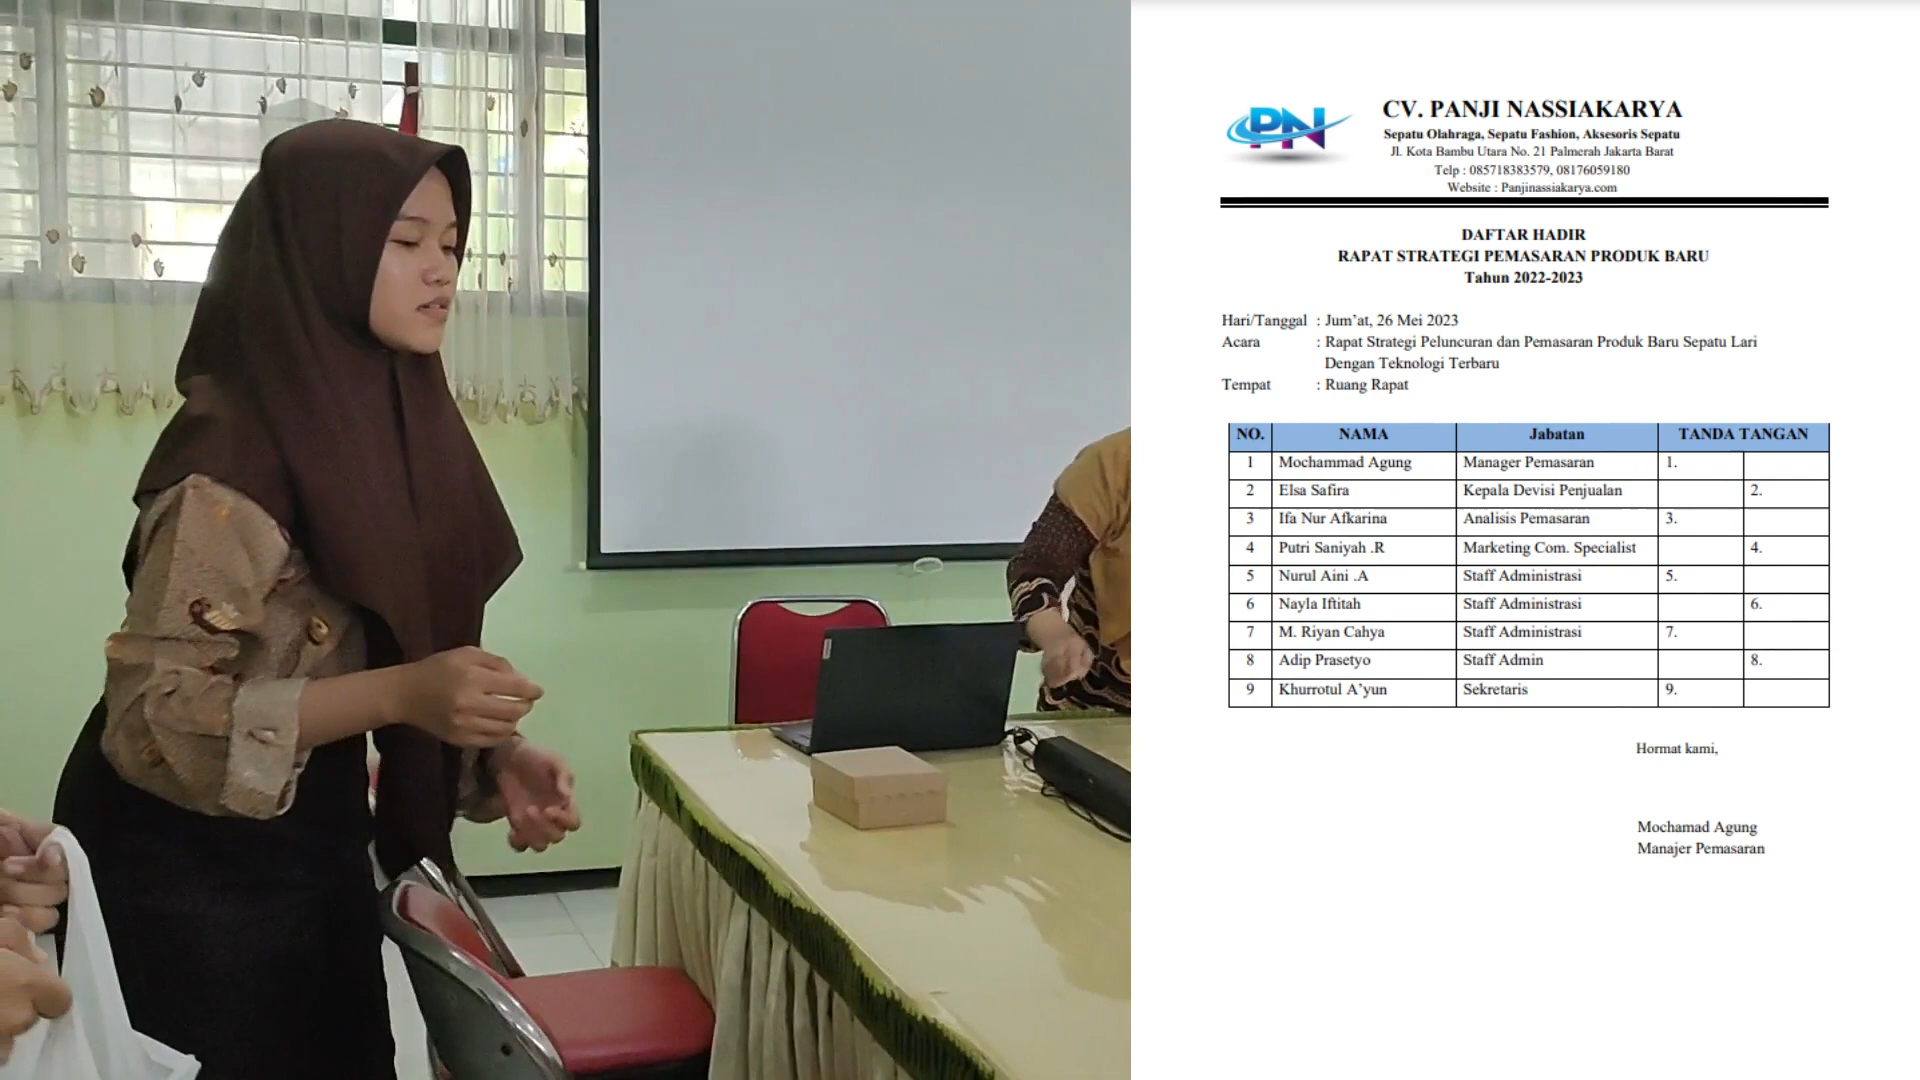 PN
CV. PANJI NASSIAKARYA
Sepatu Olahraga, Sepatu Fashion, Aksesoris Sepatu
Jl. Kota Bambu Utara No. 21 Palmerah Jakarta Barat
Telp : 085718383579, 08176059180
Website : Panjinassiakarya.com
DAFTAR HADIR
RAPAT STRATEGI PEMASARAN PRODUK BARU
Tahun 2022-2023
Hari/Tanggal : Jum'at, 26 Mei 2023
Acara : Rapat Strategi Peluncuran dan Pemasaran Produk Baru Sepatu Lari
Dengan Teknologi Terbaru
Tempat : Ruang Rapat
NO. NAMA Jabatan TANDA TANGAN
1 Mochammad Agung Manager Pemasaran 1.
2 Elsa Safira Kepala Devisi Penjualan 2.
3 Ifa Nur Afkarina Analisis Pemasaran 3.
4 Putri Saniyah .R Marketing Com. Specialist 4.
5 Nurul Aini .A Staff Administrasi 5.
6 Nayla Iftitah Staff Administrasi 6.
7 M. Riyan Cahya Staff Administrasi 7.
8 Adip Prasetyo Staff Admin 8.
9 Khurrotul A'yun Sekretaris 9.
Hormat kami,
Mochamad Agung
Manajer Pemasaran